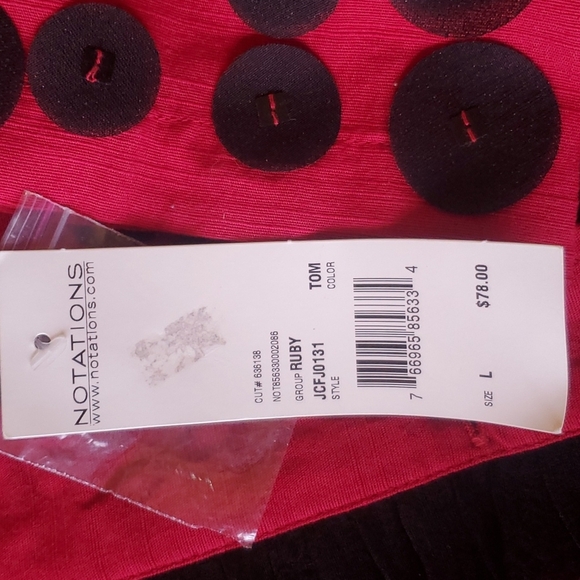 NOTATIONS
www.notations.com
CUT# 636138
NOT856330002086
GROUP RUBY
JCFJ0131
STYLE
TOM
COLOR
7 66965 85633 4
SIZE L
$78.00